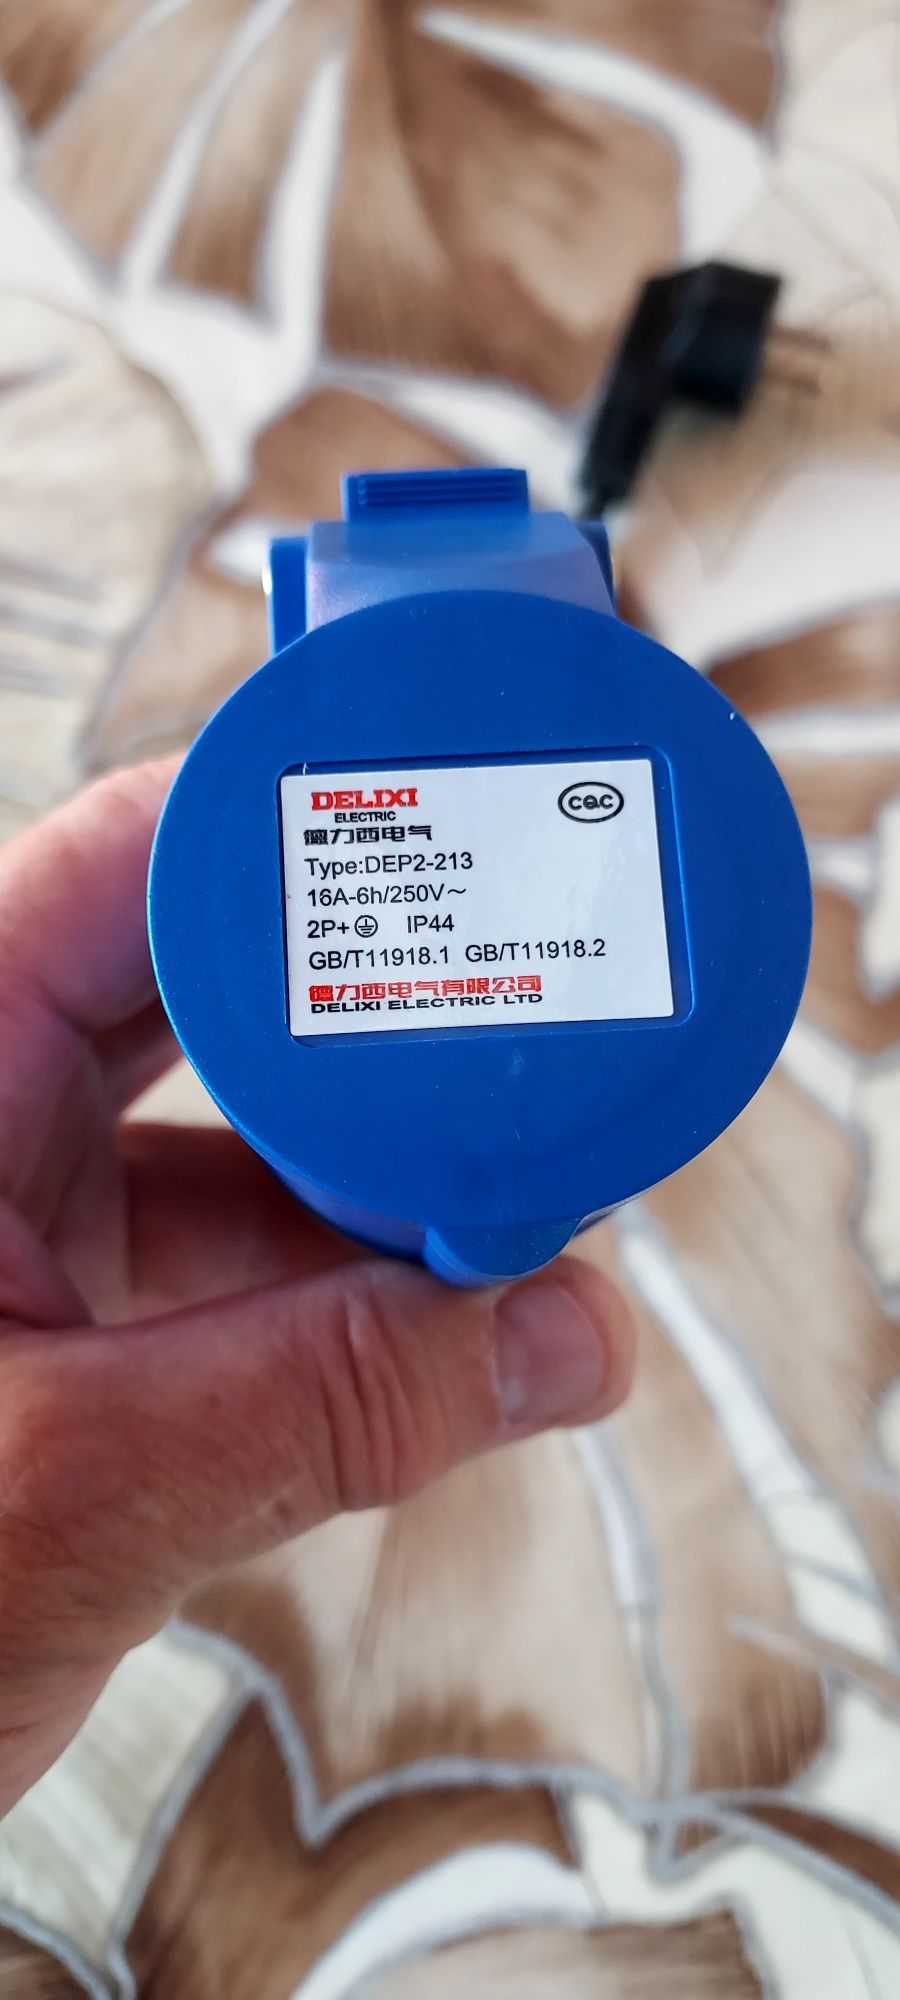 DELIXI
ELECTRIC
CQC
德力西电气
Type:DEP2-213
16A-6h/250V～
2P+ IP44
GB/T11918.1 GB/T11918.2
德力西电气有限公司
DELIXI ELECTRIC LTD